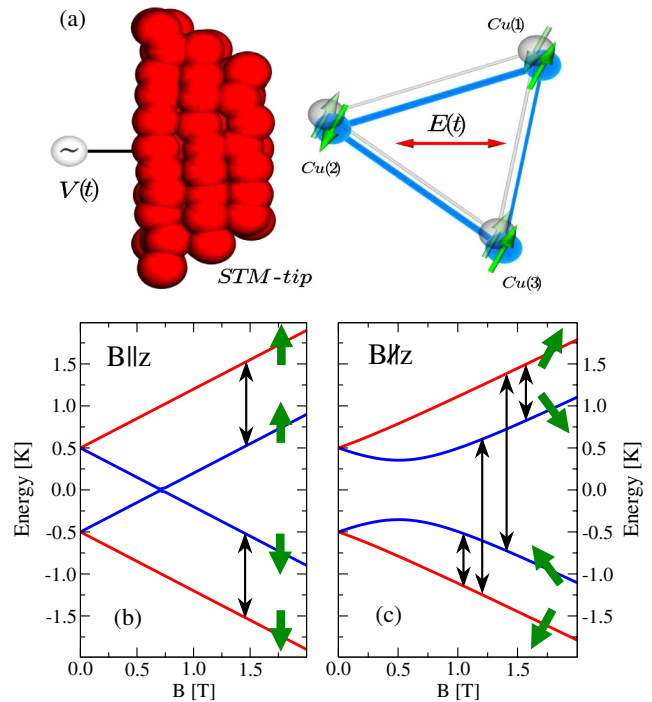 (a)
Cu(1)
~
V(t)
E(t)
Cu(2)
STM-tip
Cu(3)
B||z
B∦z
1.5
1.0
0.5
0.0
-0.5
-1.0
-1.5
Energy [K]
(b)
0.0 0.5 1.0 1.5
B [T]
1.5
1.0
0.5
0.0
-0.5
-1.0
-1.5
Energy [K]
(c)
0.0 0.5 1.0 1.5
B [T]